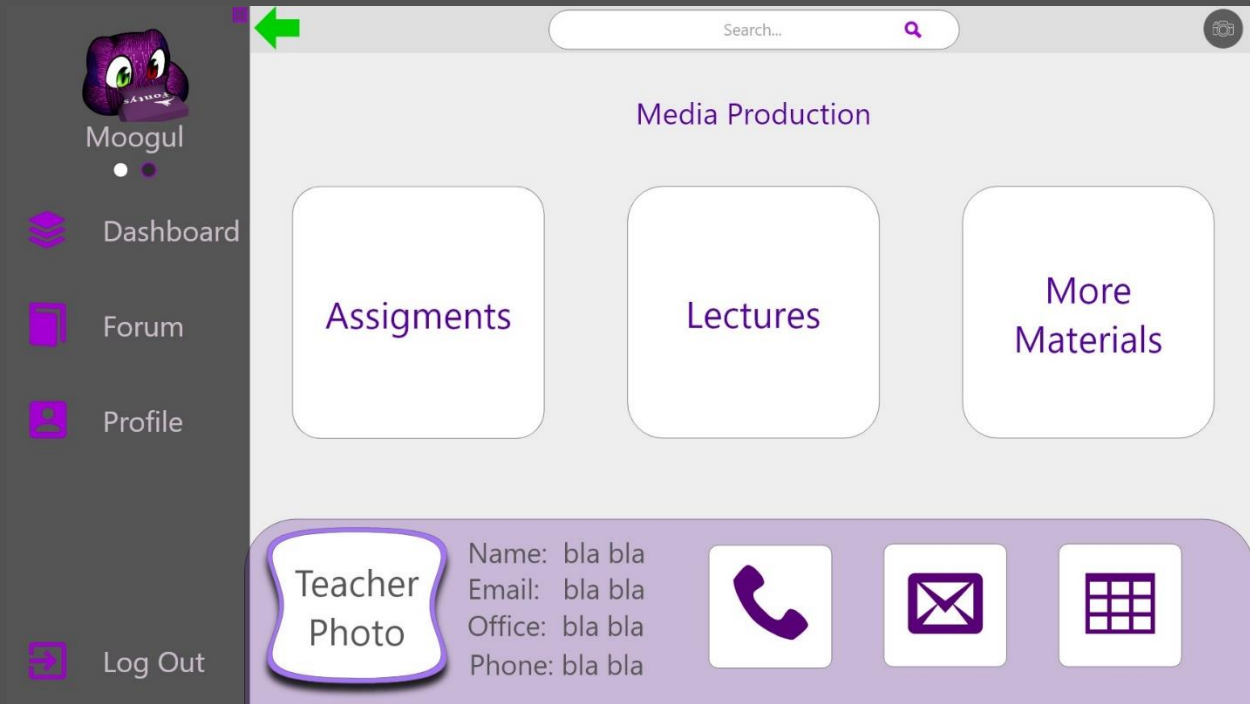 Fontys
Moogul
Dashboard
Forum
Profile
Log Out
Search...
Media Production
Assigments
Lectures
More
Materials
Teacher
Photo
Name: bla bla
Email: bla bla
Office: bla bla
Phone: bla bla